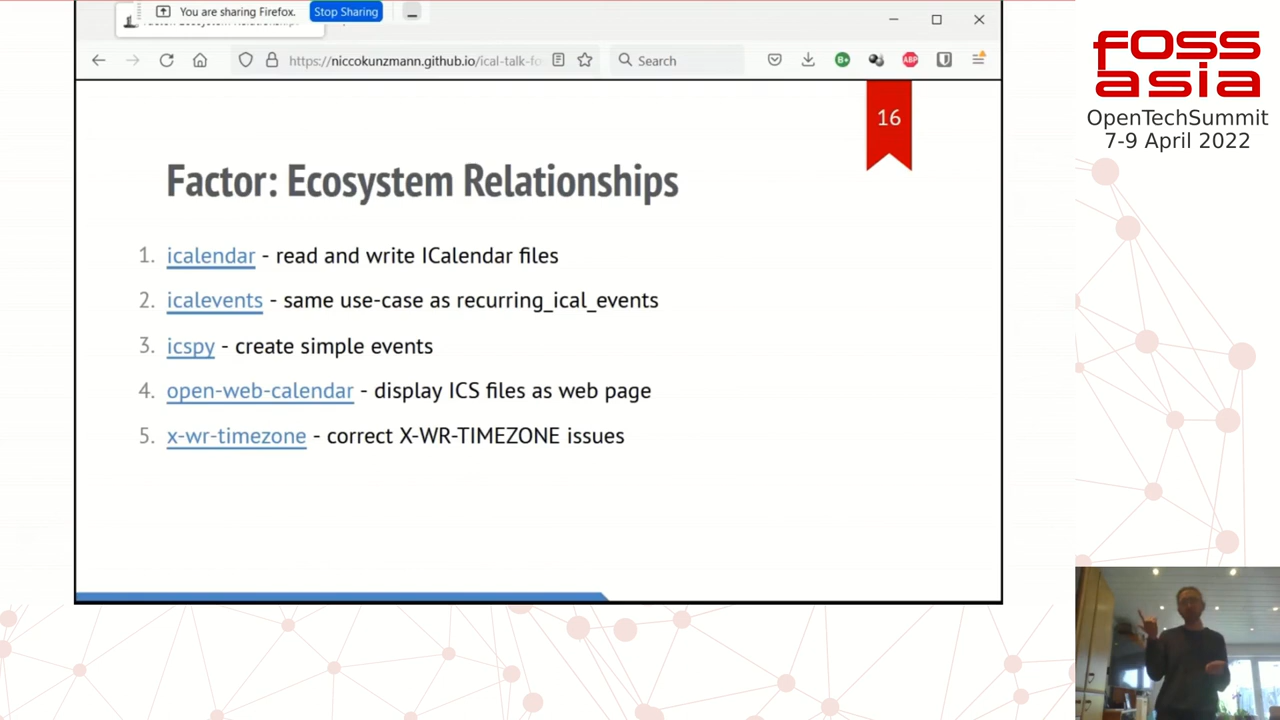 You are sharing Firefox.
Stop Sharing
https://niccokunzmann.github.io/ical-talk-fo
Search
ABP
16
Factor: Ecosystem Relationships
1. icalendar - read and write ICalendar files
2. icalevents - same use-case as recurring_ical_events
3. icspy - create simple events
4. open-web-calendar - display ICS files as web page
5. x-wr-timezone - correct X-WR-TIMEZONE issues
FOSS
asia
OpenTechSummit
7-9 April 2022